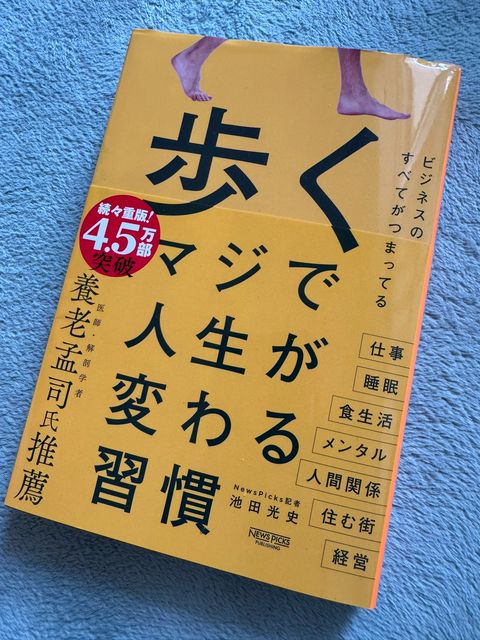 歩く
ビジネスの
すべてがつまってる
マジで
人生が
変わる
習慣
続々重版!
4.5万部
突破
医師・解剖学者
養老孟司氏推薦
仕事
睡眠
食生活
メンタル
人間関係
住む街
経営
NewsPicks記者
池田光史
NEWS PICKS
PUBLISHING